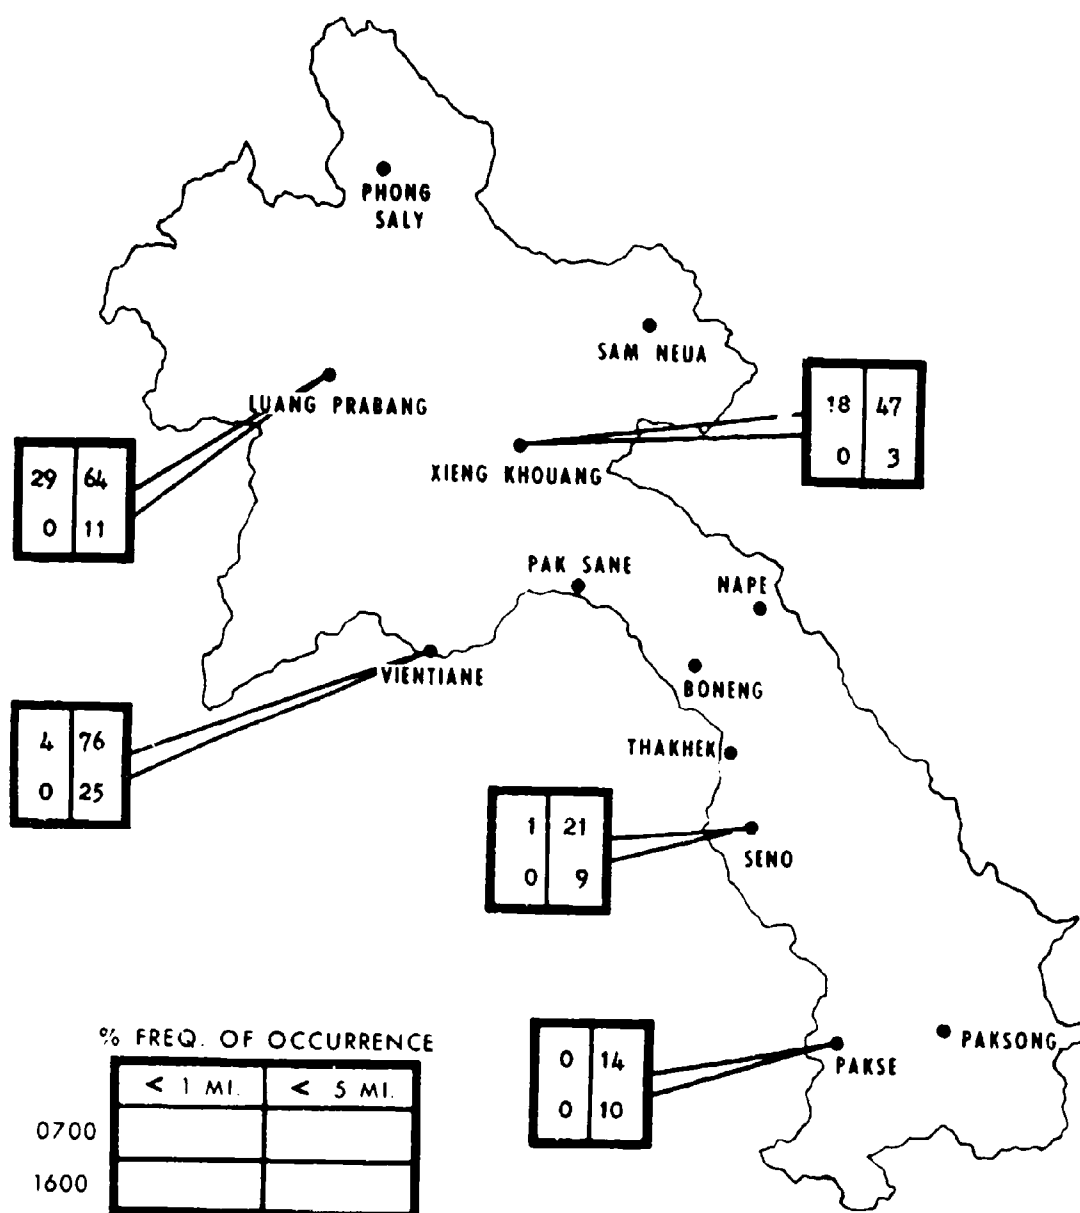 PHONG
SALY
SAM NEUA
LUANG PRABANG
18 47
0 3
XIENG KHOUANG
29 64
0 11
PAK SANE
NAPE
VIENTIANE
BONENG
4 76
0 25
THAKHEK
1 21
0 9
SENO
% FREQ. OF OCCURRENCE
< 1 MI. < 5 MI.
0700
1600
0 14
0 10
PAKSE
PAKSONG